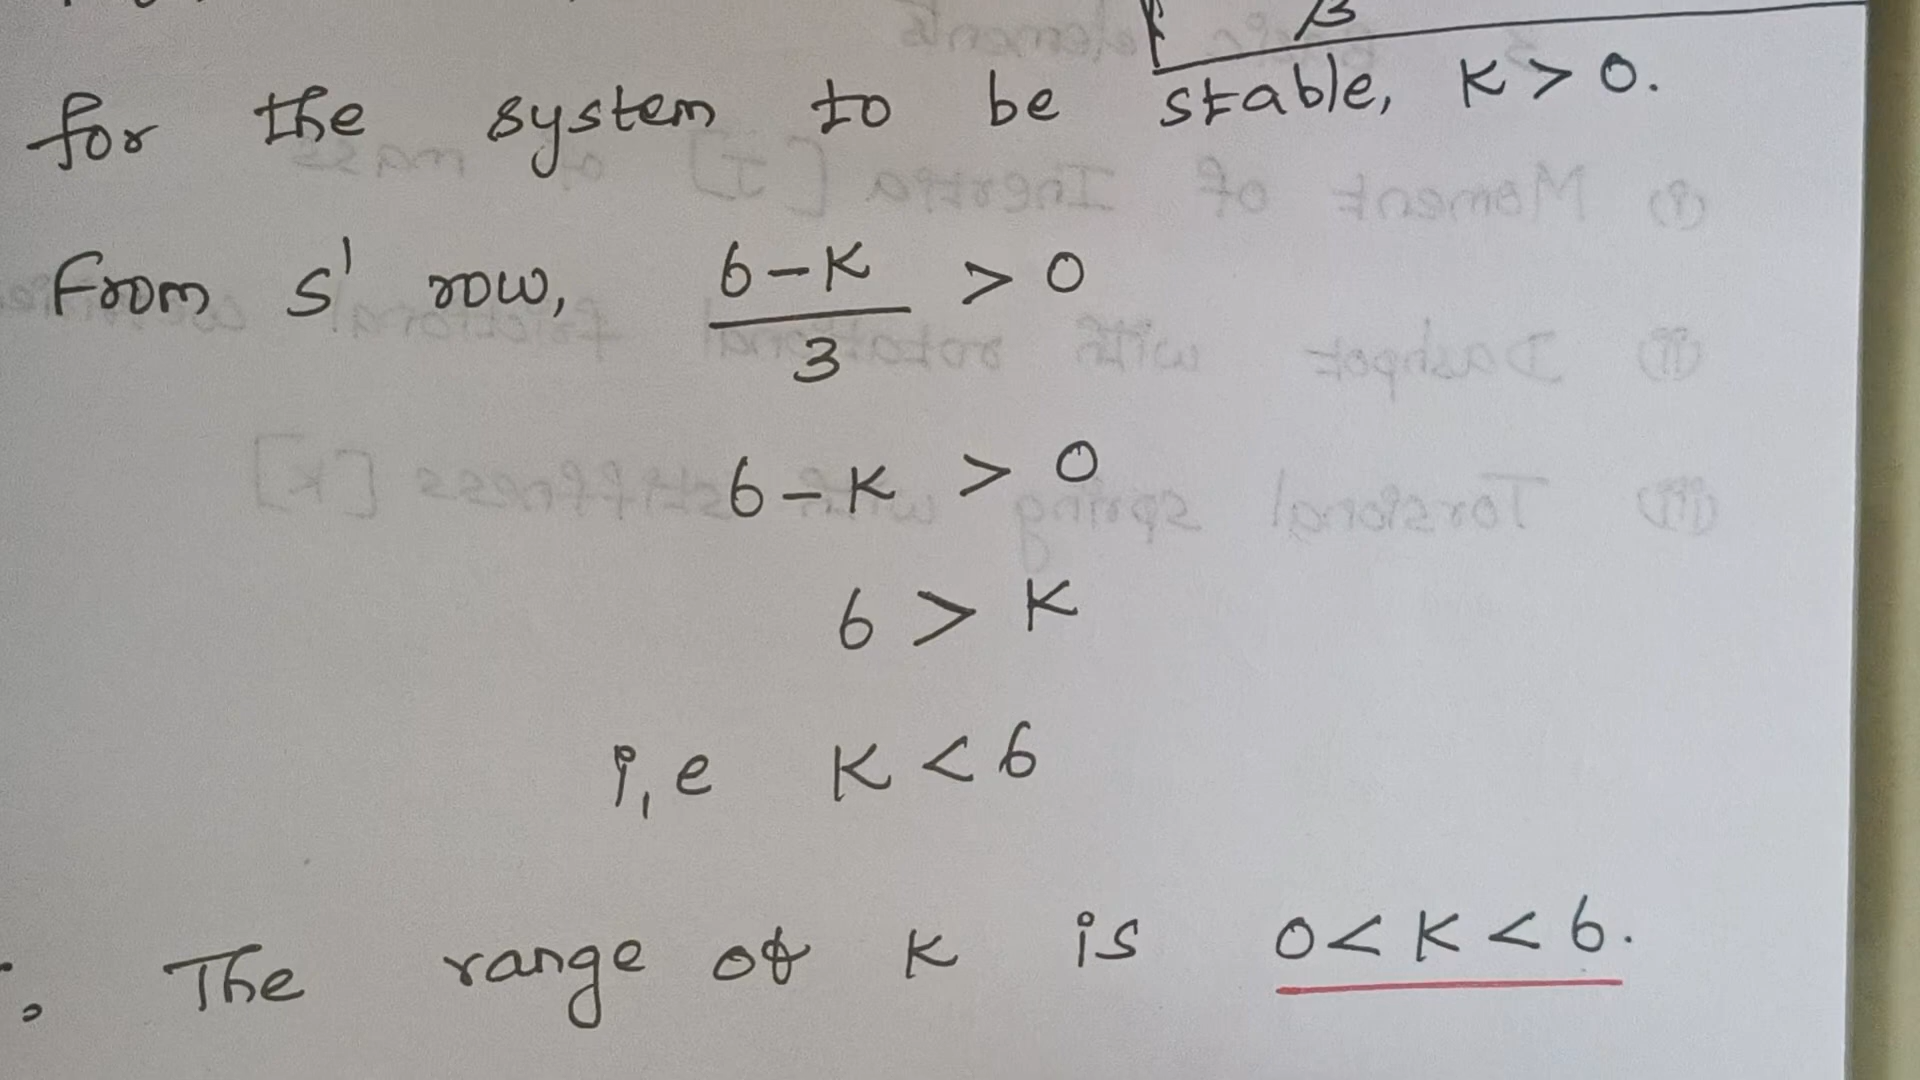 for the system to be stable, K > 0.
From s¹ row, (6-K)/3 > 0
6-K > 0
6 > K
i,e K < 6
The range of K is 0<K<6.